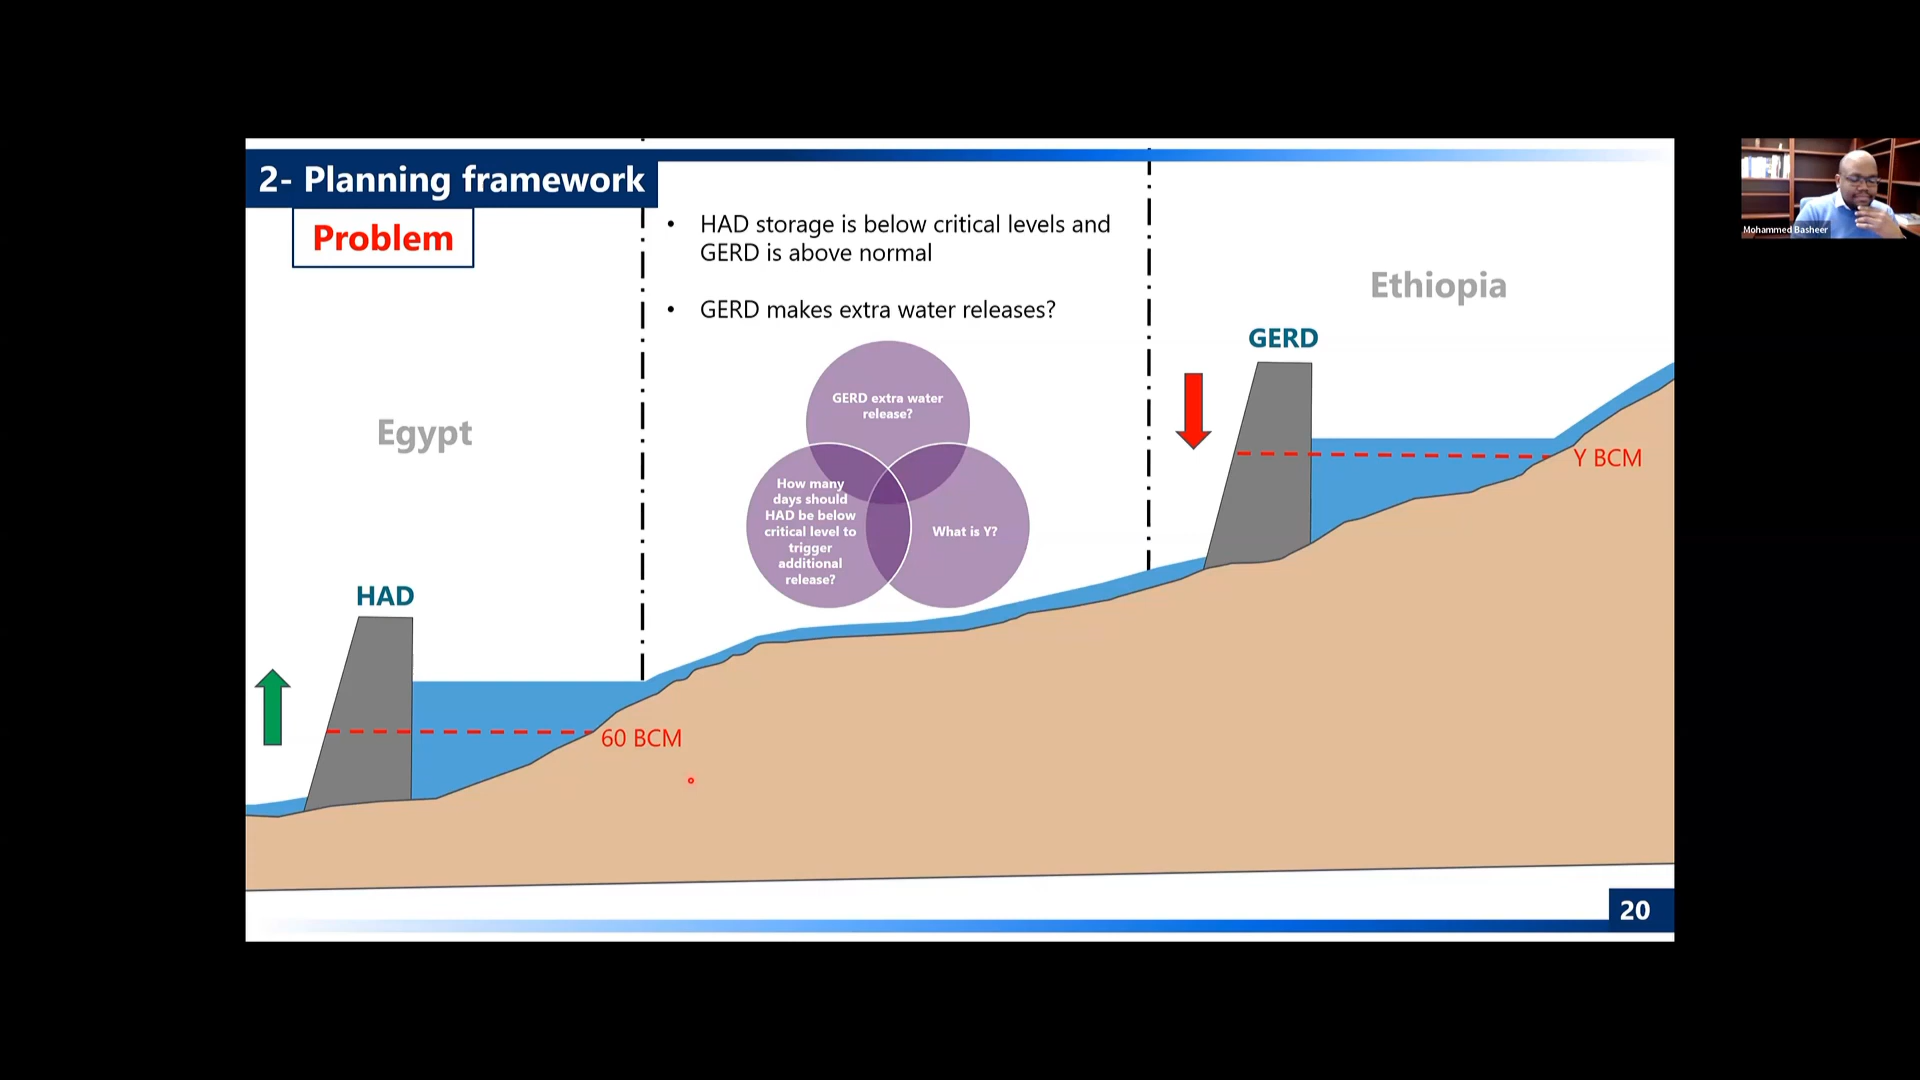 2- Planning framework
Problem
• HAD storage is below critical levels and
GERD is above normal
• GERD makes extra water releases?
Ethiopia
GERD
Egypt
GERD extra water
release?
How many
days should
HAD be below
critical level to
trigger
additional
release?
What is Y?
Y BCM
HAD
60 BCM
20
Mohammed Basheer